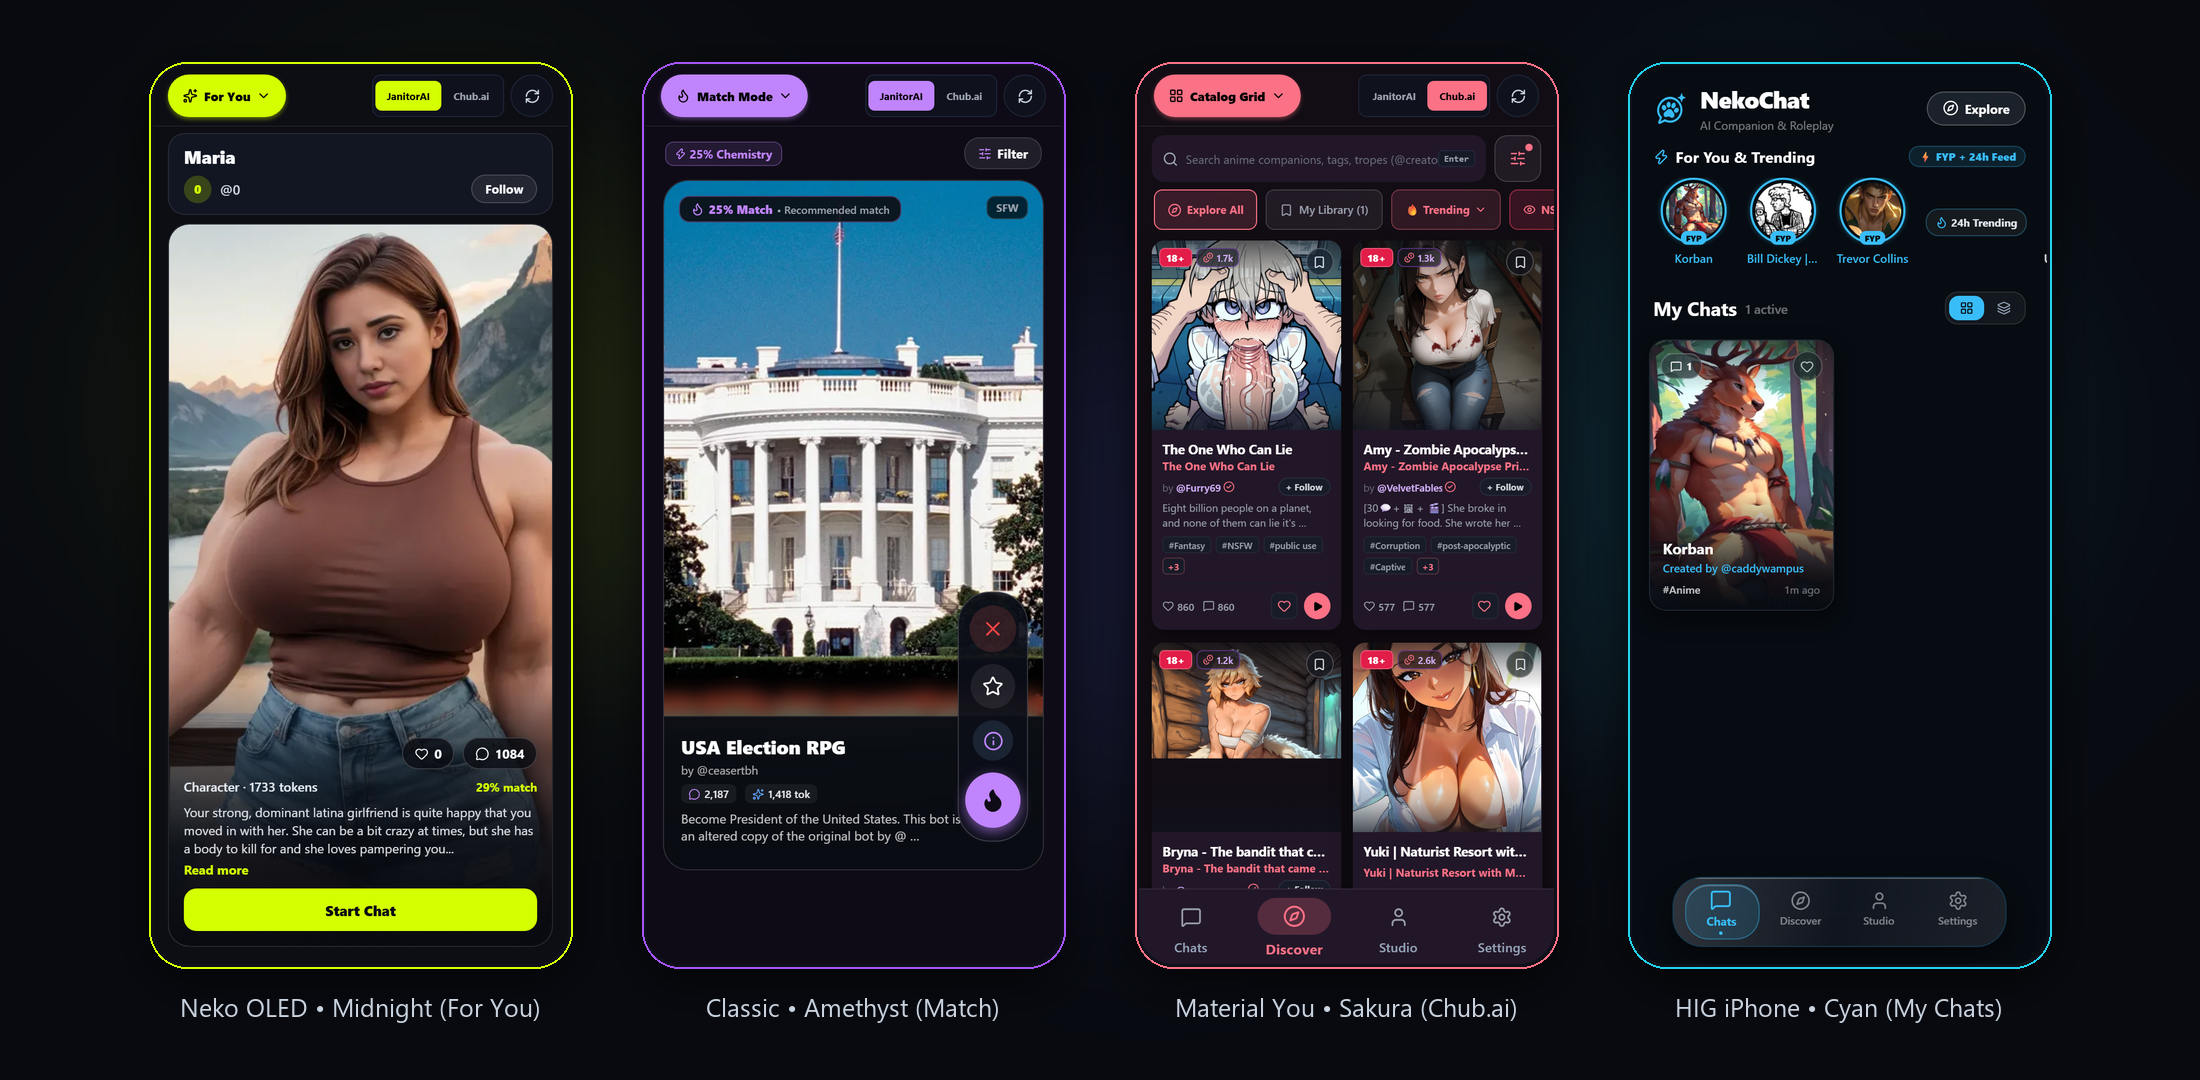 For You
JanitorAI
Chub.ai
Maria
0
@0
Follow
0
1084
Character · 1733 tokens
29% match
Your strong, dominant latina girlfriend is quite happy that you
moved in with her. She can be a bit crazy at times, but she has
a body to kill for and she loves pampering you...
Read more
Start Chat
Neko OLED • Midnight (For You)
Match Mode
JanitorAI
Chub.ai
25% Chemistry
Filter
25% Match • Recommended match
SFW
USA Election RPG
by @ceasertbh
2,187
1,418 tok
Become President of the United States. This bot is
an altered copy of the original bot by @ ...
Classic • Amethyst (Match)
Catalog Grid
JanitorAI
Chub.ai
Search anime companions, tags, tropes (@creato
Enter
Explore All
My Library (1)
Trending
NS
18+
1.7k
The One Who Can Lie
The One Who Can Lie
by @Furry69
+ Follow
Eight billion people on a planet,
and none of them can lie it's ...
#Fantasy
#NSFW
#public use
+3
860
860
18+
1.3k
Amy - Zombie Apocalyps...
Amy - Zombie Apocalypse Pri...
by @VelvetFables
+ Follow
[30💬 + 🖼 + 🎬 ] She broke in
looking for food. She wrote her ...
#Corruption
#post-apocalyptic
#Captive
+3
577
577
18+
1.2k
Bryna - The bandit that c...
Bryna - The bandit that came ...
18+
2.6k
Yuki | Naturist Resort wit...
Yuki | Naturist Resort with M...
Chats
Discover
Studio
Settings
Material You • Sakura (Chub.ai)
NekoChat
AI Companion & Roleplay
Explore
For You & Trending
FYP + 24h Feed
FYP
Korban
FYP
Bill Dickey |...
FYP
Trevor Collins
24h Trending
My Chats
1 active
1
Korban
Created by @caddywampus
#Anime
1m ago
Chats
Discover
Studio
Settings
HIG iPhone • Cyan (My Chats)